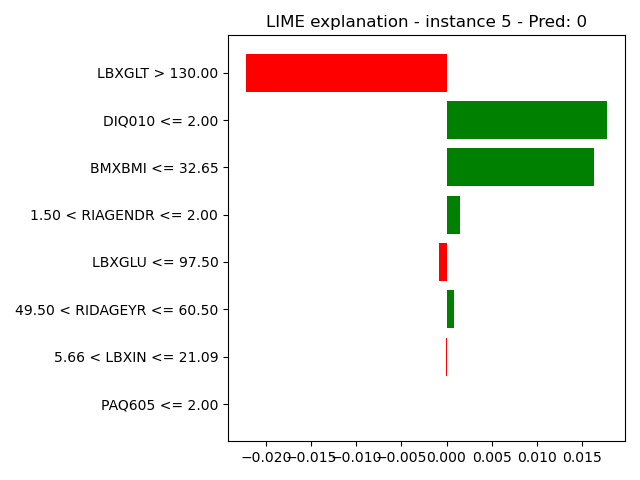 LIME explanation - instance 5 - Pred: 0
LBXGLT > 130.00
DIQ010 <= 2.00
BMXBMI <= 32.65
1.50 < RIAGENDR <= 2.00
LBXGLU <= 97.50
49.50 < RIDAGEYR <= 60.50
5.66 < LBXIN <= 21.09
PAQ605 <= 2.00
−0.020 −0.015 −0.010 −0.005 0.000 0.005 0.010 0.015